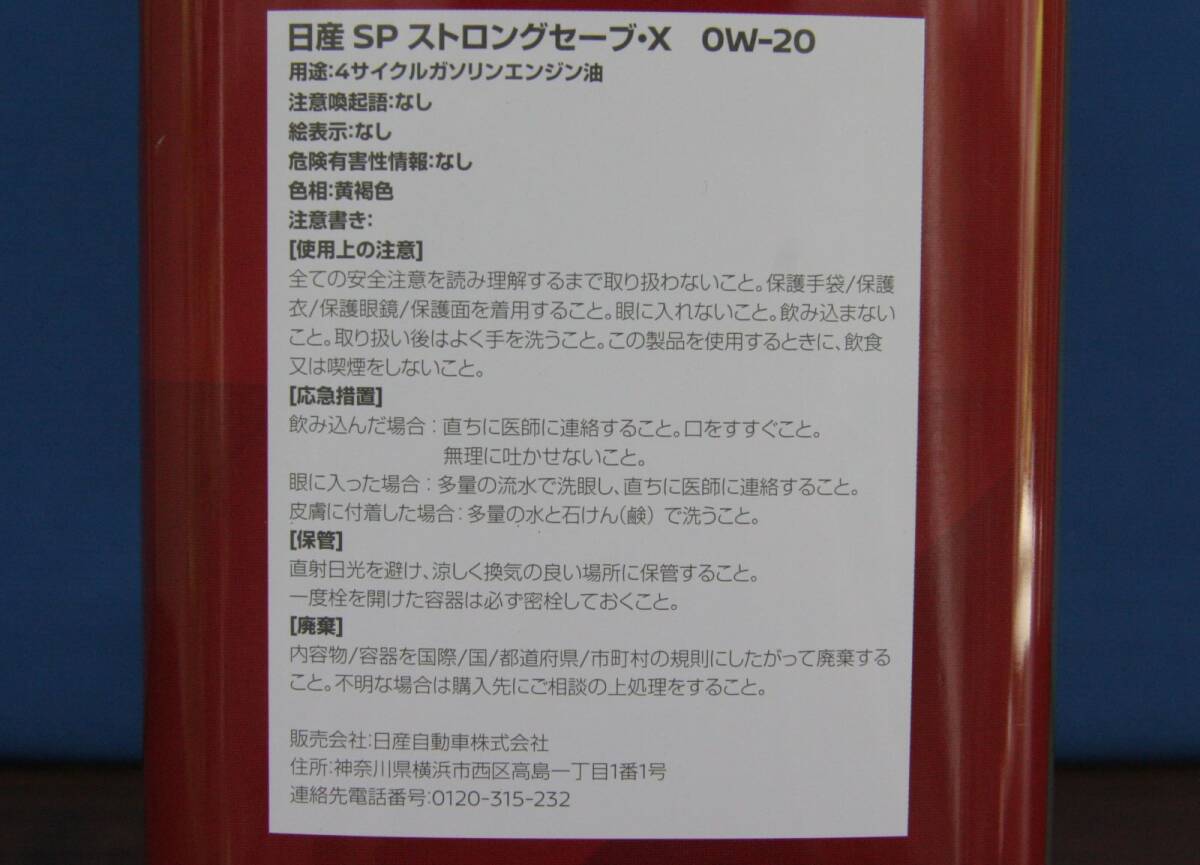 日産 SP ストロングセーブ・X 0W-20
用途:4サイクルガソリンエンジン油
注意喚起語:なし
絵表示:なし
危険有害性情報:なし
色相:黄褐色
注意書き:
[使用上の注意]
全ての安全注意を読み理解するまで取り扱わないこと。保護手袋/保護
衣/保護眼鏡/保護面を着用すること。眼に入れないこと。飲み込まない
こと。取り扱い後はよく手を洗うこと。この製品を使用するときに、飲食
又は喫煙をしないこと。
[応急措置]
飲み込んだ場合:直ちに医師に連絡すること。口をすすぐこと。
無理に吐かせないこと。
眼に入った場合:多量の流水で洗眼し、直ちに医師に連絡すること。
皮膚に付着した場合:多量の水と石けん(鹸)で洗うこと。
[保管]
直射日光を避け、涼しく換気の良い場所に保管すること。
一度栓を開けた容器は必ず密栓しておくこと。
[廃棄]
内容物/容器を国際/国/都道府県/市町村の規則にしたがって廃棄する
こと。不明な場合は購入先にご相談の上処理をすること。
販売会社:日産自動車株式会社
住所:神奈川県横浜市西区高島一丁目1番1号
連絡先電話番号:0120-315-232